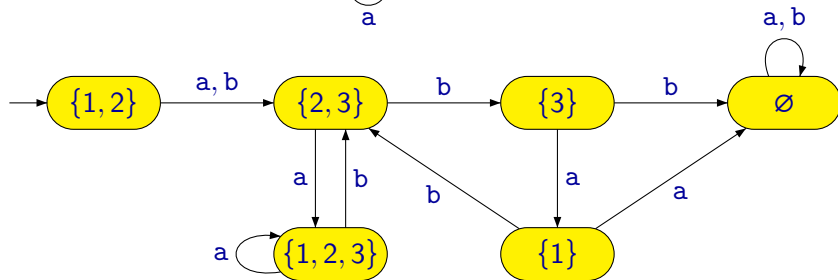 a
a, b
a, b b b
{1, 2} {2, 3} {3} ∅
a b b a a
a {1, 2, 3} {1}